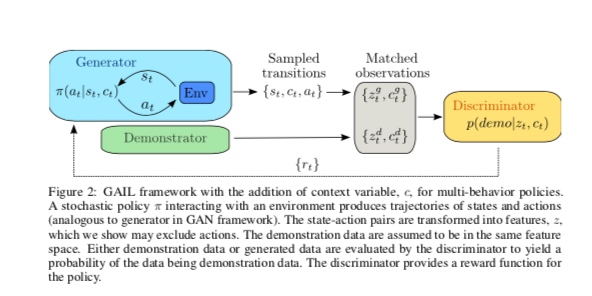 Generator
Sampled transitions
Matched observations
π(a_t|s_t, c_t)
s_t
a_t
Env
{s_t, c_t, a_t}
{z_t^g, c_t^g}
{z_t^d, c_t^d}
Discriminator
p(demo|z_t, c_t)
Demonstrator
{r_t}
Figure 2: GAIL framework with the addition of context variable, c, for multi-behavior policies.
A stochastic policy π interacting with an environment produces trajectories of states and actions
(analogous to generator in GAN framework). The state-action pairs are transformed into features, z,
which we show may exclude actions. The demonstration data are assumed to be in the same feature
space. Either demonstration data or generated data are evaluated by the discriminator to yield a
probability of the data being demonstration data. The discriminator provides a reward function for
the policy.